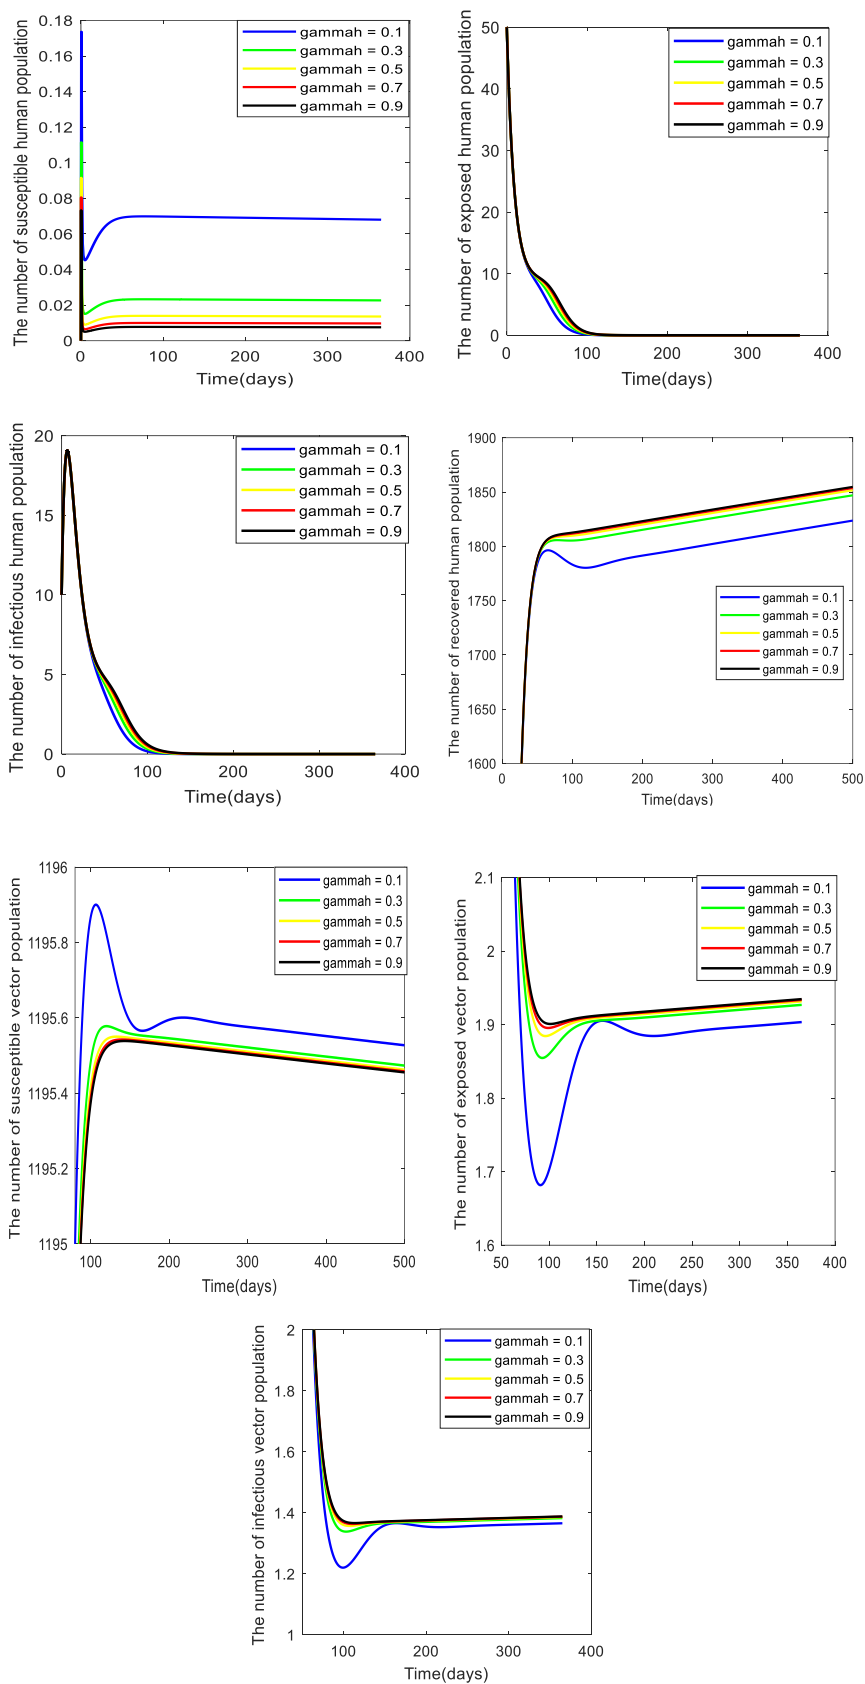 The number of susceptible human population
0.18
0.16
0.14
0.12
0.1
0.08
0.06
0.04
0.02
0
0
100
200
300
400
Time(days)
gammah = 0.1
gammah = 0.3
gammah = 0.5
gammah = 0.7
gammah = 0.9
The number of exposed human population
50
40
30
20
10
0
0
100
200
300
400
Time(days)
gammah = 0.1
gammah = 0.3
gammah = 0.5
gammah = 0.7
gammah = 0.9
The number of infectious human population
20
15
10
5
0
0
100
200
300
400
Time(days)
gammah = 0.1
gammah = 0.3
gammah = 0.5
gammah = 0.7
gammah = 0.9
The number of recovered human population
1900
1850
1800
1750
1700
1650
1600
0
50
100
200
300
400
500
Time(days)
gammah = 0.1
gammah = 0.3
gammah = 0.5
gammah = 0.7
gammah = 0.9
The number of susceptible vector population
1196
1195.8
1195.6
1195.4
1195.2
1195
100
200
300
400
500
Time(days)
gammah = 0.1
gammah = 0.3
gammah = 0.5
gammah = 0.7
gammah = 0.9
The number of exposed vector population
2.1
2
1.9
1.8
1.7
1.6
50
100
150
200
250
300
350
400
Time(days)
gammah = 0.1
gammah = 0.3
gammah = 0.5
gammah = 0.7
gammah = 0.9
The number of infectious vector population
2
1.8
1.6
1.4
1.2
1
100
200
300
400
Time(days)
gammah = 0.1
gammah = 0.3
gammah = 0.5
gammah = 0.7
gammah = 0.9